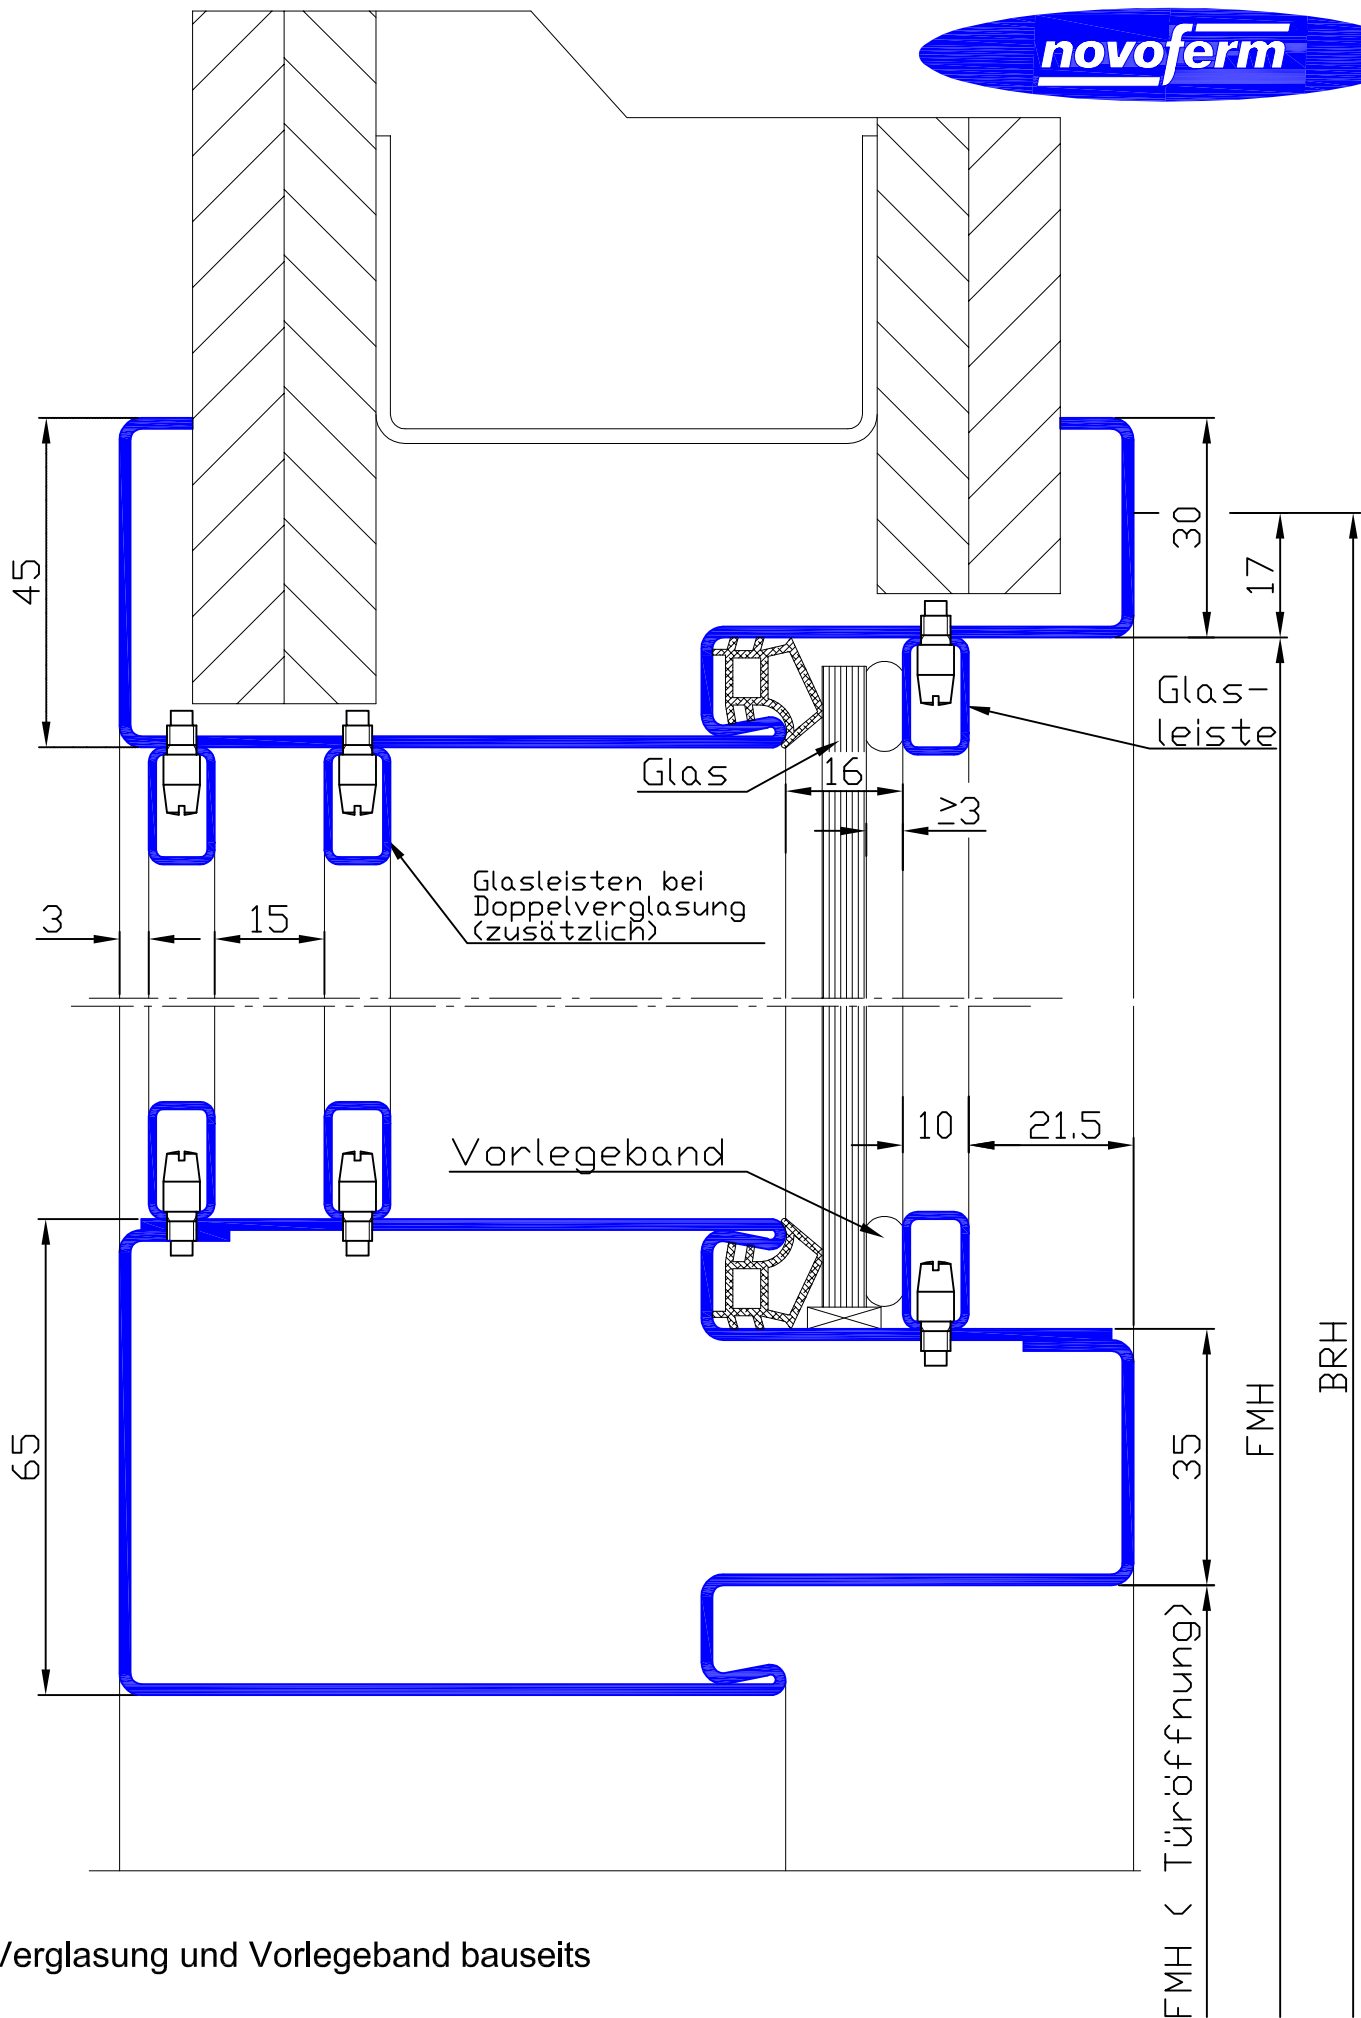 novoferm
45
30
17
Glas-
leiste
Glas
16
≥3
Glasleisten bei
Doppelverglasung
(zusätzlich)
3
15
10
21.5
Vorlegeband
65
35
FMH
BRH
FMH ( Türöffnung)
Verglasung und Vorlegeband bauseits